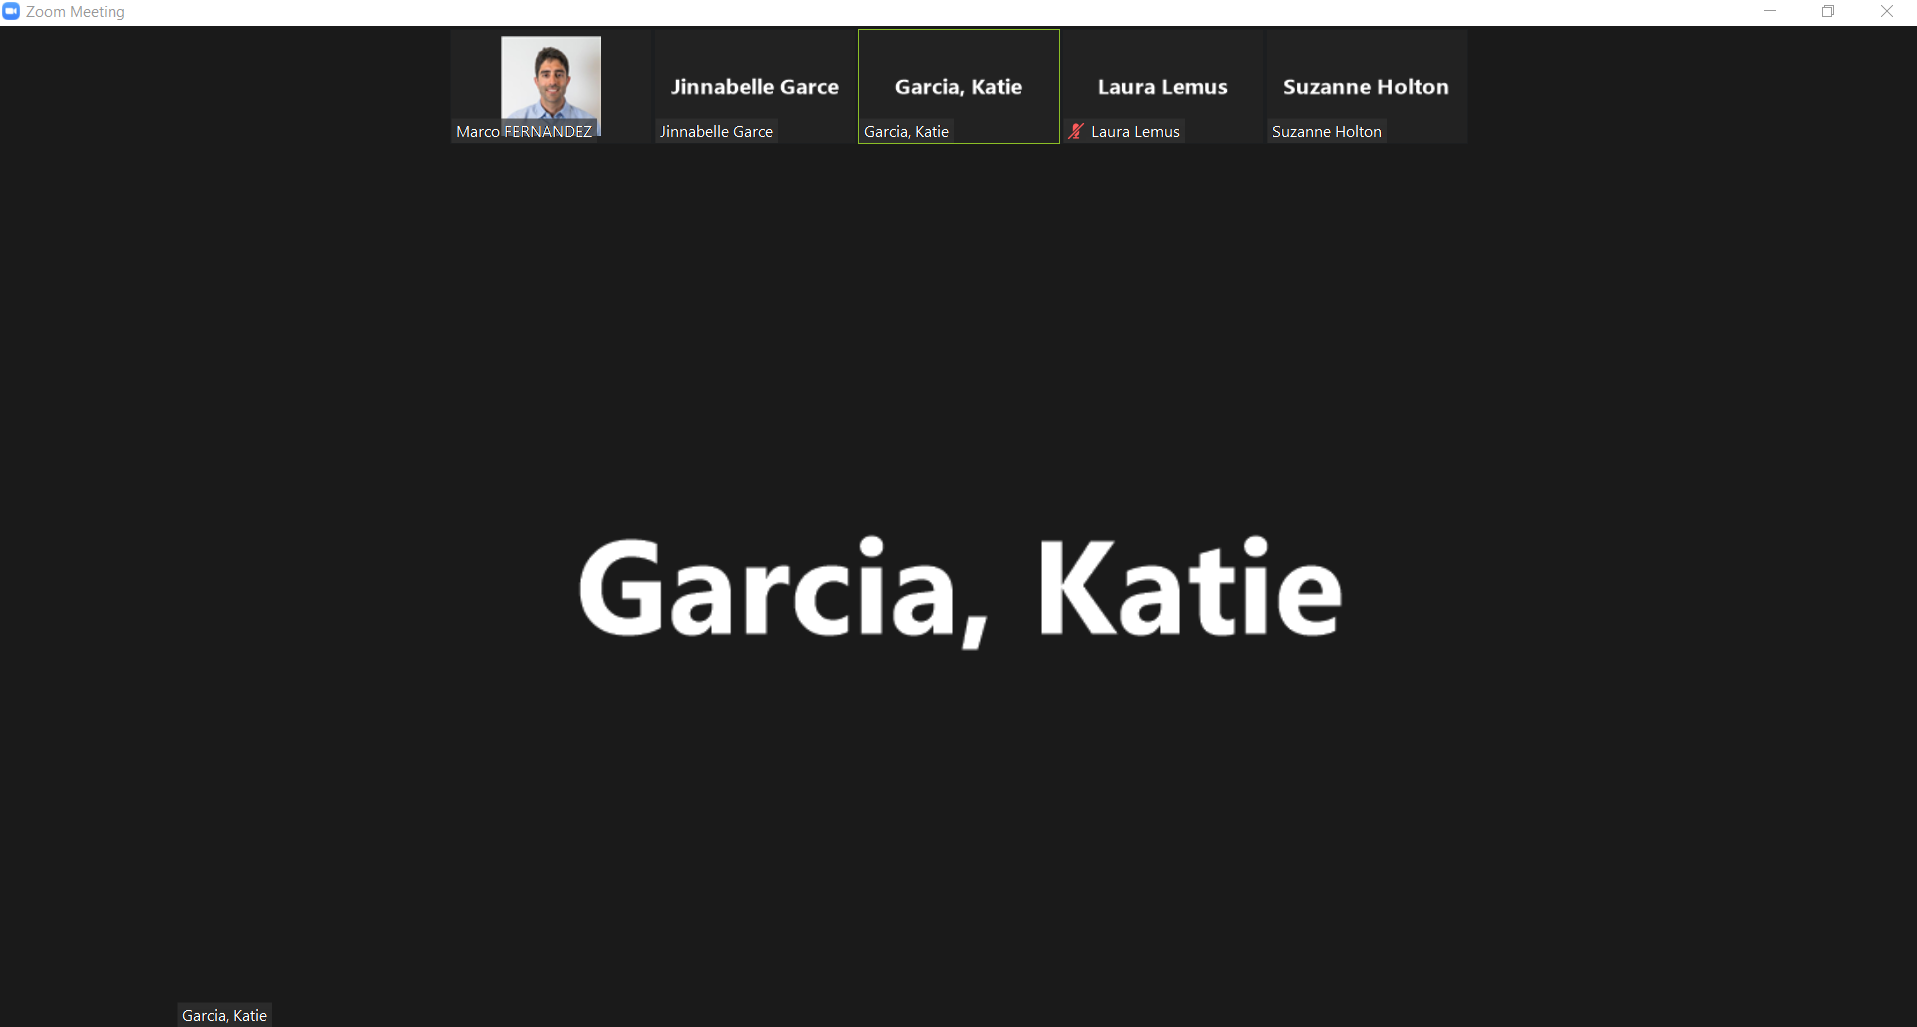 Zoom Meeting
Jinnabelle Garce
Garcia, Katie
Laura Lemus
Suzanne Holton
Marco FERNANDEZ
Jinnabelle Garce
Garcia, Katie
Laura Lemus
Suzanne Holton
Garcia, Katie
Garcia, Katie